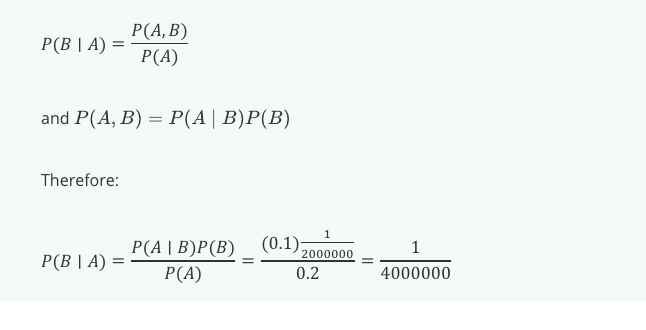 P(B | A) = P(A, B) / P(A)
and P(A, B) = P(A | B)P(B)
Therefore:
P(B | A) = P(A | B)P(B) / P(A) = (0.1) 1/2000000 / 0.2 = 1 / 4000000